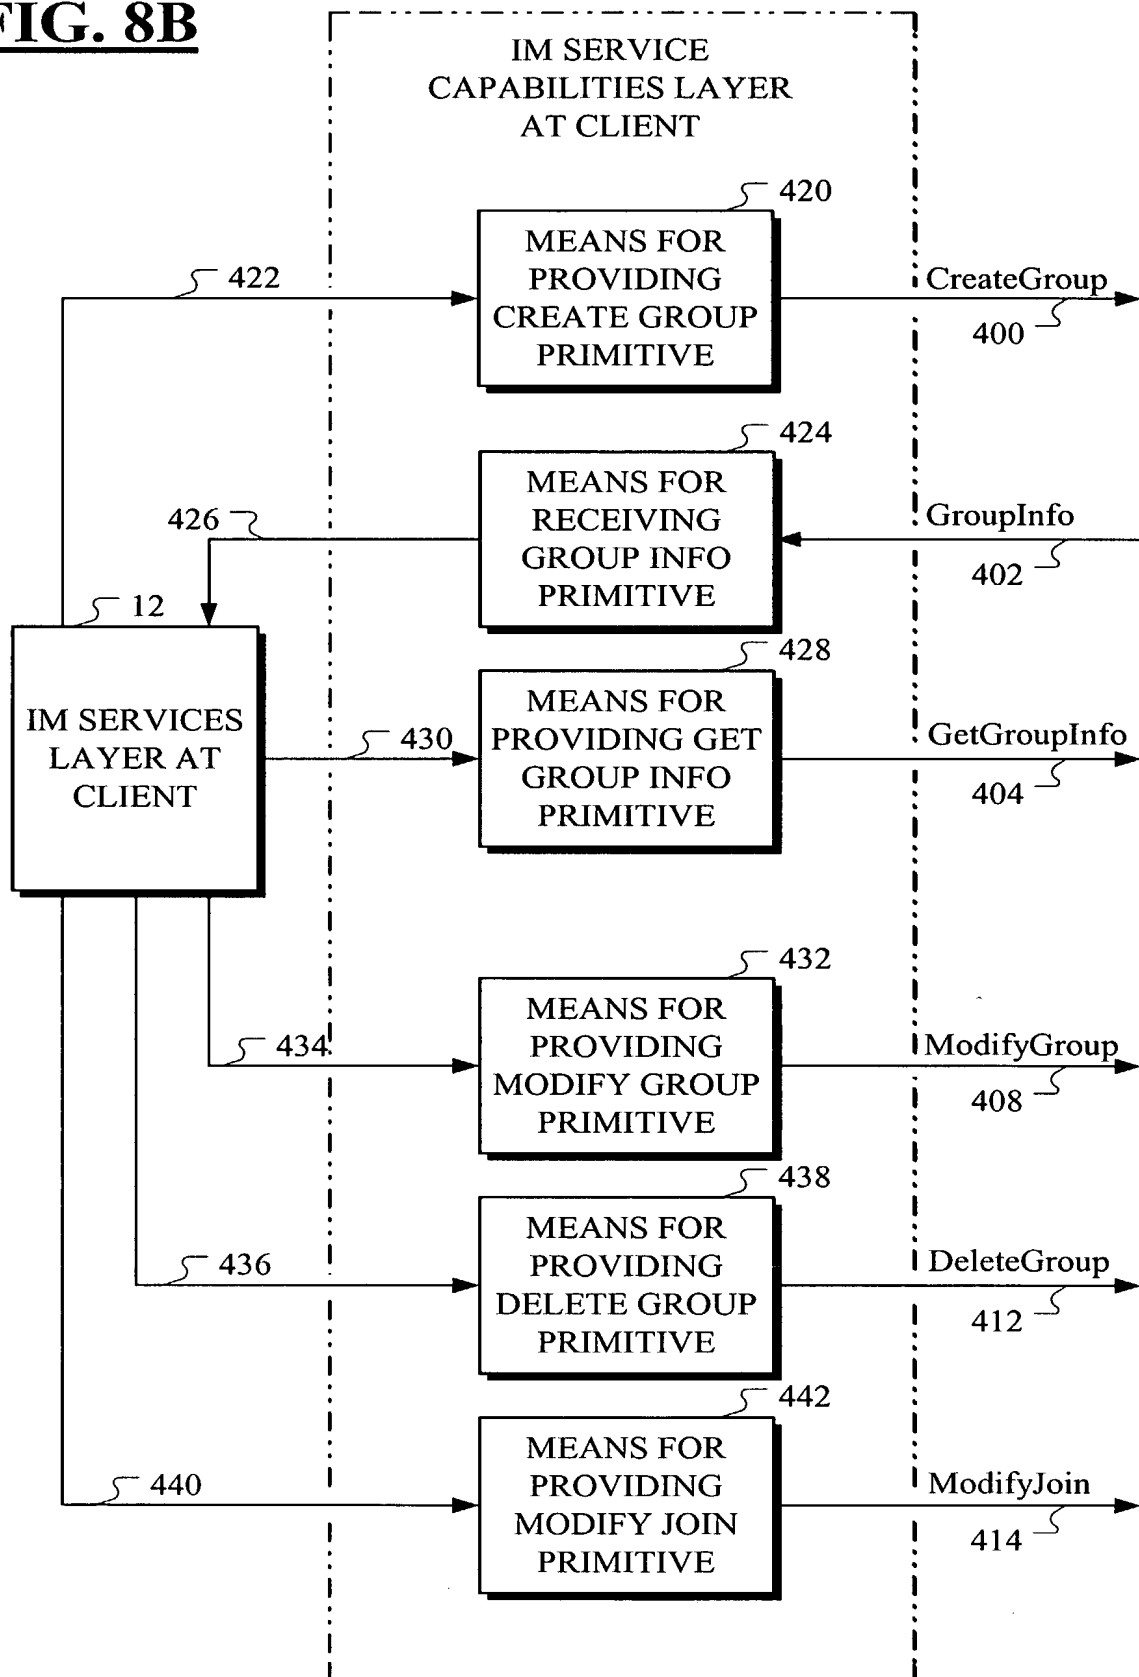 FIG. 8B
IM SERVICE
CAPABILITIES LAYER
AT CLIENT
420
MEANS FOR
PROVIDING
CREATE GROUP
PRIMITIVE
422
CreateGroup
400
424
MEANS FOR
RECEIVING
GROUP INFO
PRIMITIVE
426
GroupInfo
402
12
IM SERVICES
LAYER AT
CLIENT
428
MEANS FOR
PROVIDING GET
GROUP INFO
PRIMITIVE
430
GetGroupInfo
404
432
MEANS FOR
PROVIDING
MODIFY GROUP
PRIMITIVE
434
ModifyGroup
408
438
MEANS FOR
PROVIDING
DELETE GROUP
PRIMITIVE
436
DeleteGroup
412
442
MEANS FOR
PROVIDING
MODIFY JOIN
PRIMITIVE
440
ModifyJoin
414